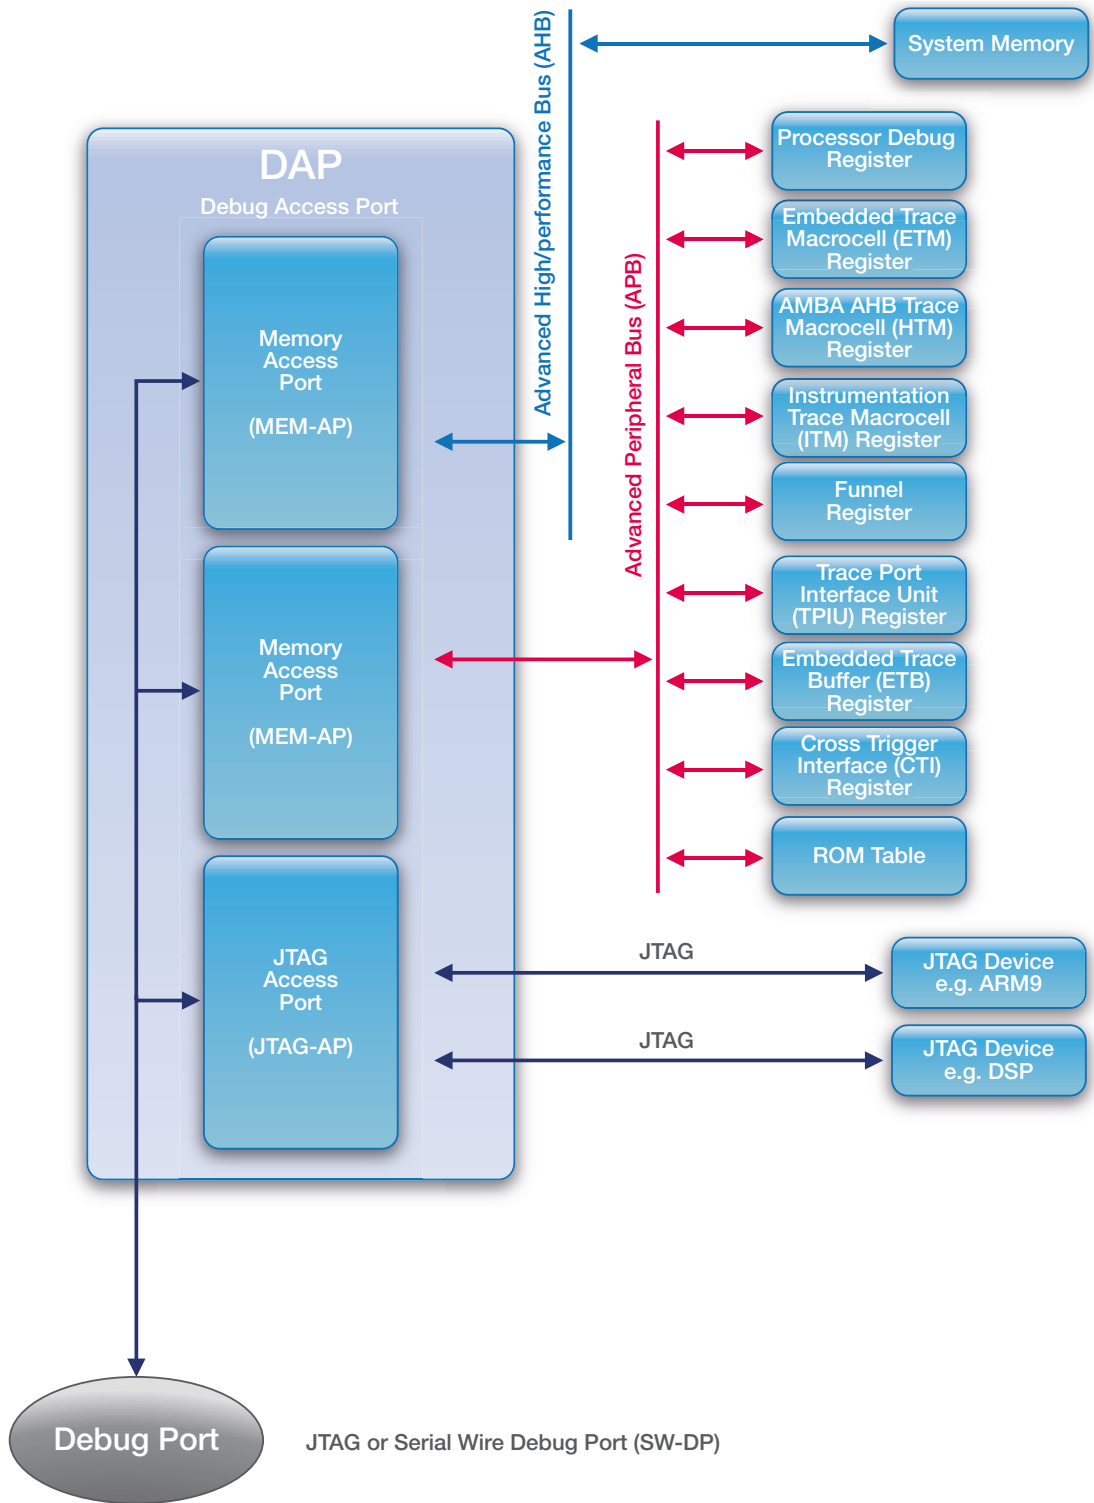 Advanced High/performance Bus (AHB)
System Memory
DAP
Debug Access Port
Memory
Access
Port
(MEM-AP)
Memory
Access
Port
(MEM-AP)
JTAG
Access
Port
(JTAG-AP)
Advanced Peripheral Bus (APB)
Processor Debug
Register
Embedded Trace
Macrocell (ETM)
Register
AMBA AHB Trace
Macrocell (HTM)
Register
Instrumentation
Trace Macrocell
(ITM) Register
Funnel
Register
Trace Port
Interface Unit
(TPIU) Register
Embedded Trace
Buffer (ETB)
Register
Cross Trigger
Interface (CTI)
Register
ROM Table
JTAG
JTAG Device
e.g. ARM9
JTAG
JTAG Device
e.g. DSP
Debug Port
JTAG or Serial Wire Debug Port (SW-DP)